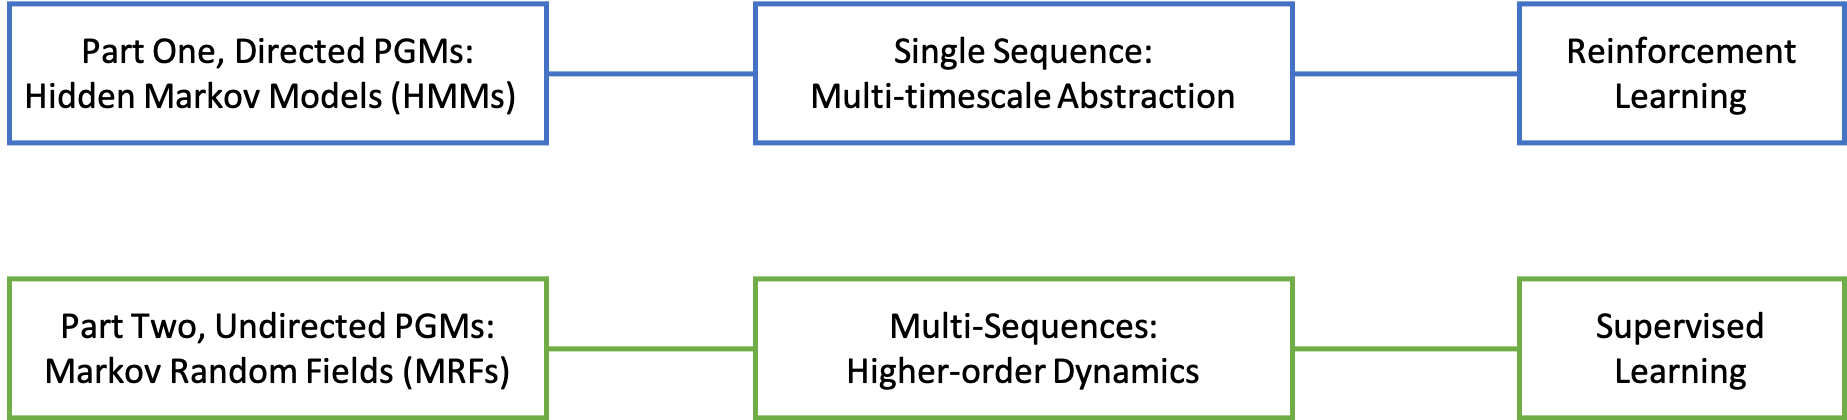 Part One, Directed PGMs:
Hidden Markov Models (HMMs)
Single Sequence:
Multi-timescale Abstraction
Reinforcement
Learning
Part Two, Undirected PGMs:
Markov Random Fields (MRFs)
Multi-Sequences:
Higher-order Dynamics
Supervised
Learning